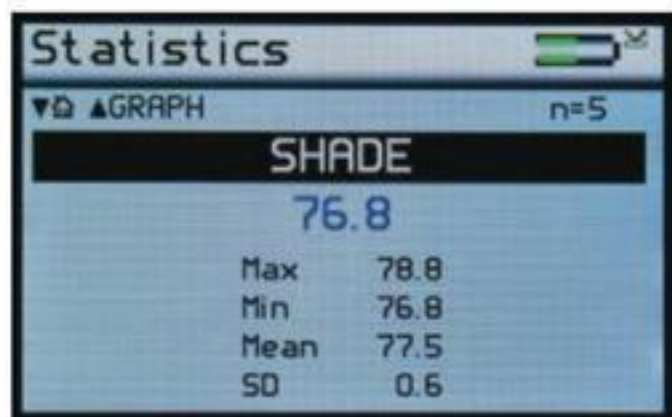 Statistics
▼⌂ ▲GRAPH n=5
SHADE
76.8
Max 78.8
Min 76.8
Mean 77.5
SD 0.6